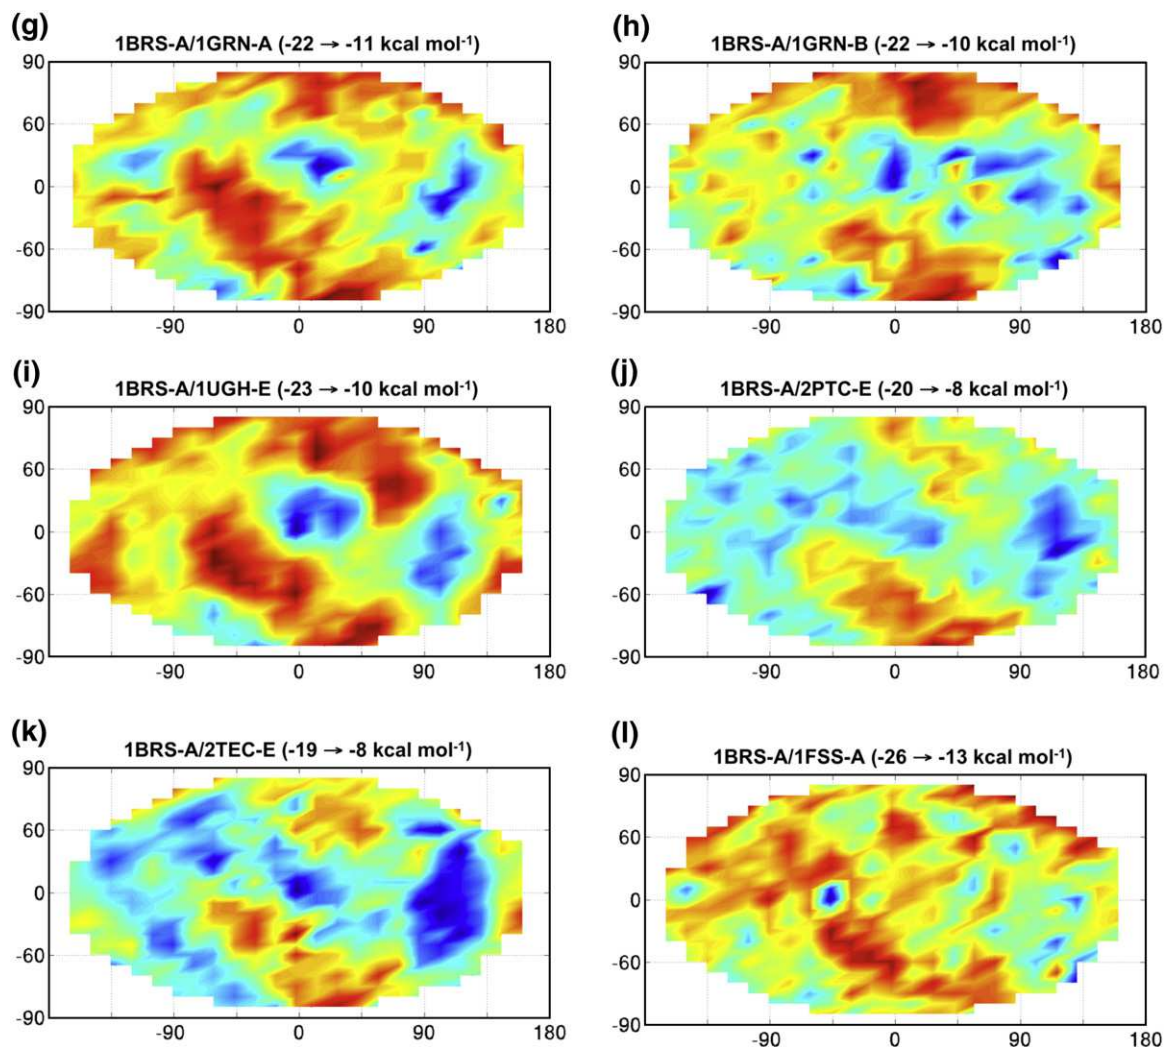 (g)
1BRS-A/1GRN-A (-22 → -11 kcal mol⁻¹)
90
60
0
-60
-90
-90 0 90 180
(h)
1BRS-A/1GRN-B (-22 → -10 kcal mol⁻¹)
90
60
0
-60
-90
-90 0 90 180
(i)
1BRS-A/1UGH-E (-23 → -10 kcal mol⁻¹)
90
60
0
-60
-90
-90 0 90 180
(j)
1BRS-A/2PTC-E (-20 → -8 kcal mol⁻¹)
90
60
0
-60
-90
-90 0 90 180
(k)
1BRS-A/2TEC-E (-19 → -8 kcal mol⁻¹)
90
60
0
-60
-90
-90 0 90 180
(l)
1BRS-A/1FSS-A (-26 → -13 kcal mol⁻¹)
90
60
0
-60
-90
-90 0 90 180